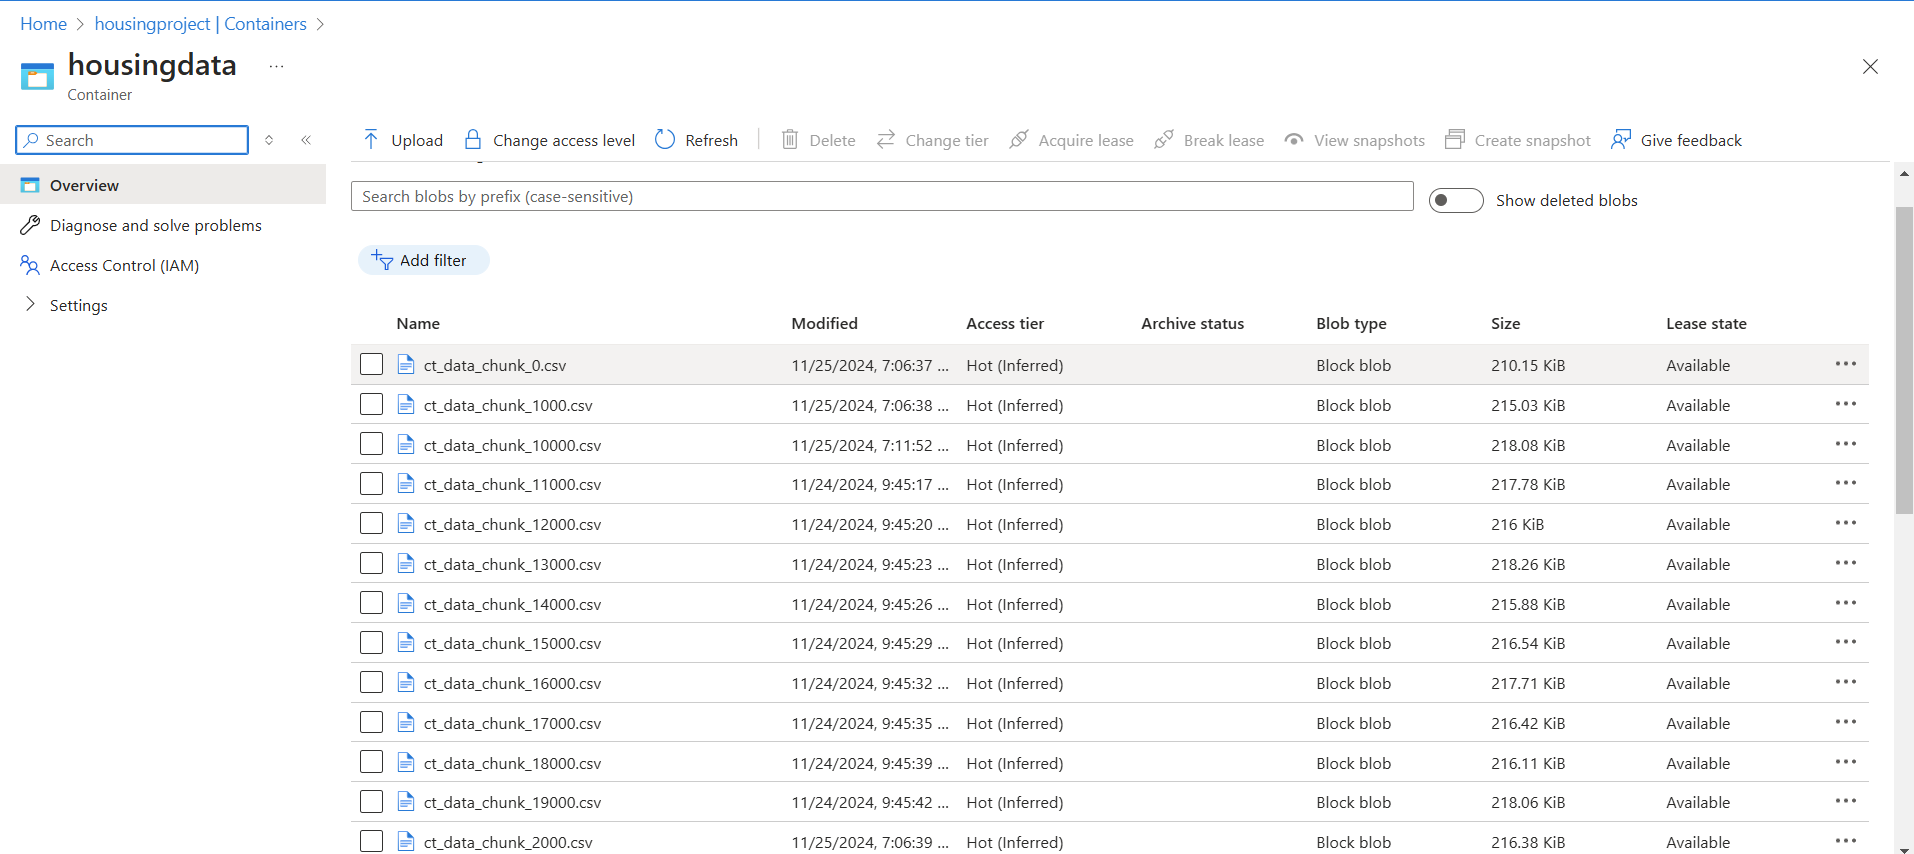 Home > housingproject | Containers >
housingdata ...
Container
Search
Upload Change access level Refresh Delete Change tier Acquire lease Break lease View snapshots Create snapshot Give feedback
Overview
Diagnose and solve problems
Access Control (IAM)
Settings
Search blobs by prefix (case-sensitive)
Show deleted blobs
Add filter
Name Modified Access tier Archive status Blob type Size Lease state
ct_data_chunk_0.csv 11/25/2024, 7:06:37 ... Hot (Inferred) Block blob 210.15 KiB Available ...
ct_data_chunk_1000.csv 11/25/2024, 7:06:38 ... Hot (Inferred) Block blob 215.03 KiB Available ...
ct_data_chunk_10000.csv 11/25/2024, 7:11:52 ... Hot (Inferred) Block blob 218.08 KiB Available ...
ct_data_chunk_11000.csv 11/24/2024, 9:45:17 ... Hot (Inferred) Block blob 217.78 KiB Available ...
ct_data_chunk_12000.csv 11/24/2024, 9:45:20 ... Hot (Inferred) Block blob 216 KiB Available ...
ct_data_chunk_13000.csv 11/24/2024, 9:45:23 ... Hot (Inferred) Block blob 218.26 KiB Available ...
ct_data_chunk_14000.csv 11/24/2024, 9:45:26 ... Hot (Inferred) Block blob 215.88 KiB Available ...
ct_data_chunk_15000.csv 11/24/2024, 9:45:29 ... Hot (Inferred) Block blob 216.54 KiB Available ...
ct_data_chunk_16000.csv 11/24/2024, 9:45:32 ... Hot (Inferred) Block blob 217.71 KiB Available ...
ct_data_chunk_17000.csv 11/24/2024, 9:45:35 ... Hot (Inferred) Block blob 216.42 KiB Available ...
ct_data_chunk_18000.csv 11/24/2024, 9:45:39 ... Hot (Inferred) Block blob 216.11 KiB Available ...
ct_data_chunk_19000.csv 11/24/2024, 9:45:42 ... Hot (Inferred) Block blob 218.06 KiB Available ...
ct_data_chunk_2000.csv 11/25/2024, 7:06:39 ... Hot (Inferred) Block blob 216.38 KiB Available ...